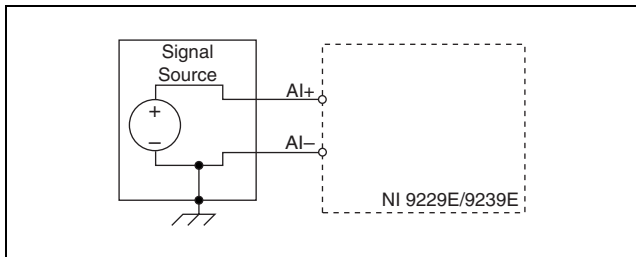 Signal
Source
AI+
+
–
AI–
NI 9229E/9239E